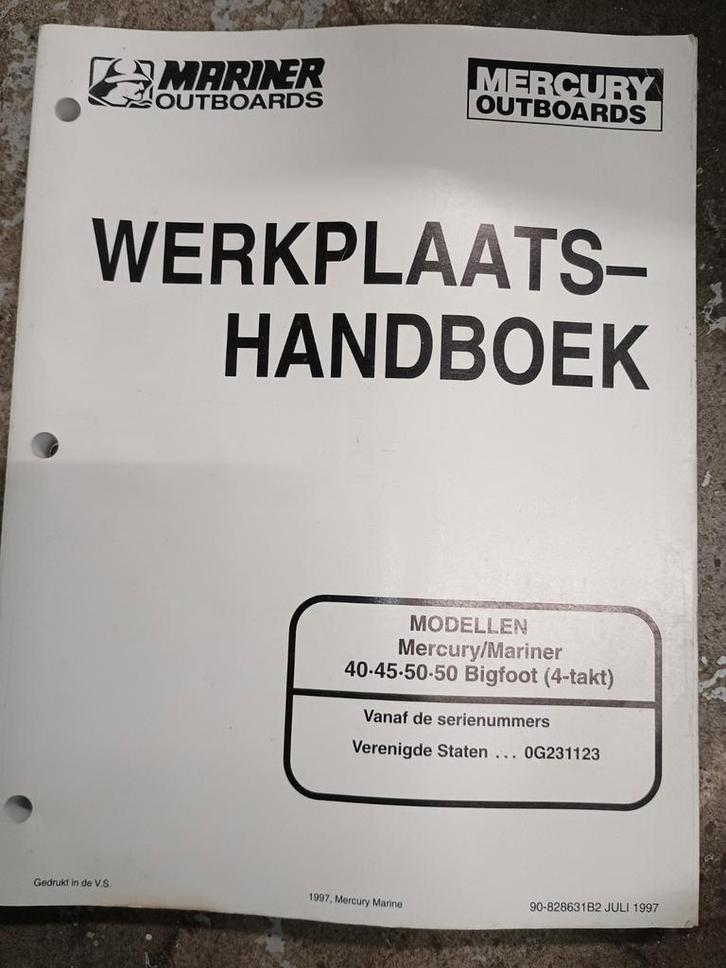 MARINER
OUTBOARDS
MERCURY
OUTBOARDS
WERKPLAATS–
HANDBOEK
MODELLEN
Mercury/Mariner
40·45·50·50 Bigfoot (4-takt)
Vanaf de serienummers
Verenigde Staten ... 0G231123
Gedrukt in de V.S.
1997, Mercury Marine
90-828631B2 JULI 1997